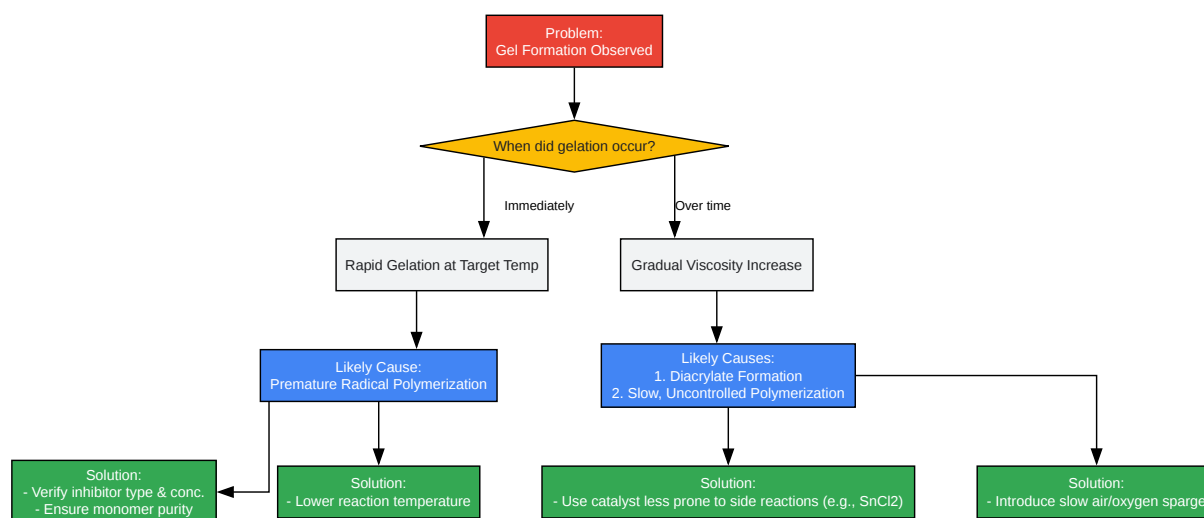 Problem:
Gel Formation Observed
When did gelation occur?
Immediately
Over time
Rapid Gelation at Target Temp
Gradual Viscosity Increase
Likely Cause:
Premature Radical Polymerization
Likely Causes:
1. Diacrylate Formation
2. Slow, Uncontrolled Polymerization
Solution:
- Verify inhibitor type & conc.
- Ensure monomer purity
Solution:
- Lower reaction temperature
Solution:
- Use catalyst less prone to side reactions (e.g., SnCl2)
Solution:
- Introduce slow air/oxygen sparge